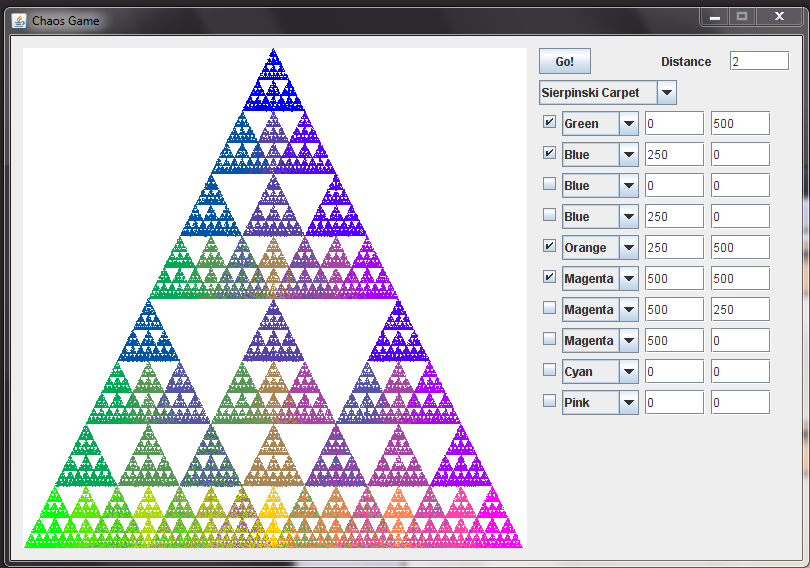 Chaos Game
Go! Distance 2
Sierpinski Carpet
Green 0 500
Blue 250 0
Blue 0 0
Blue 250 0
Orange 250 500
Magenta 500 500
Magenta 500 250
Magenta 500 0
Cyan 0 0
Pink 0 0